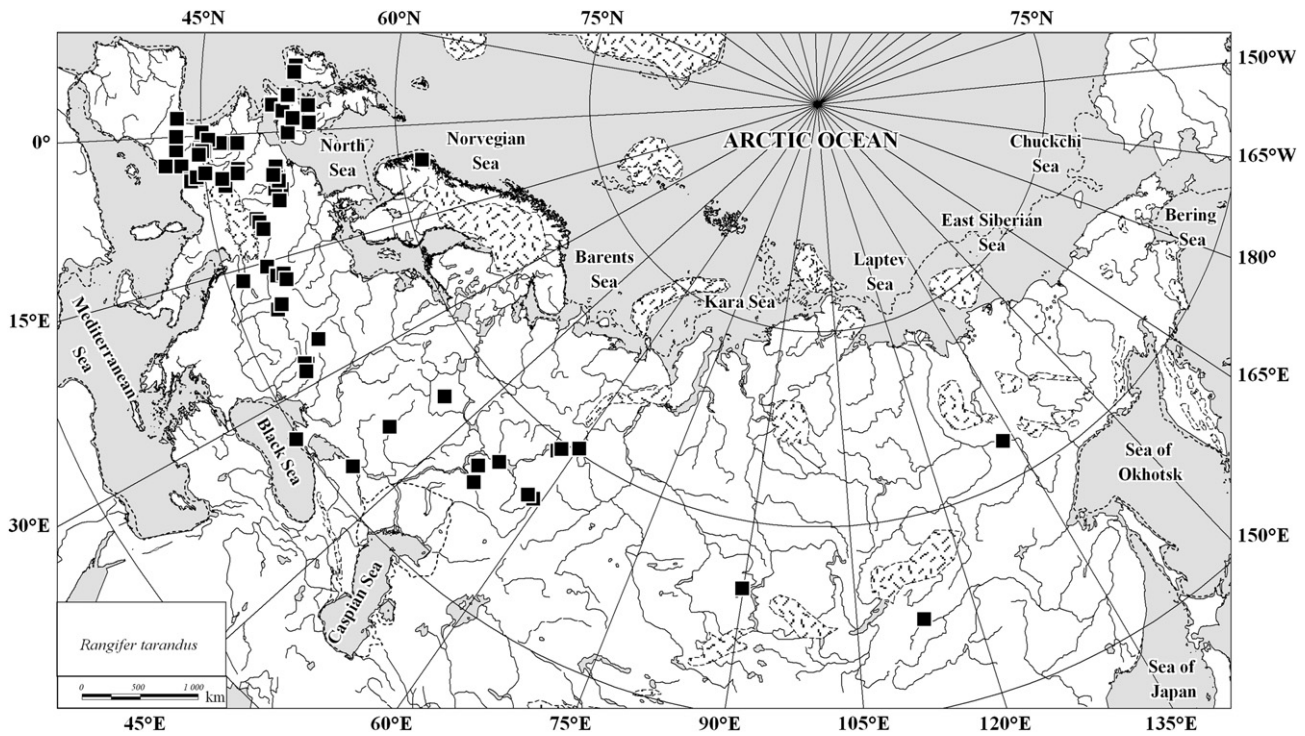 45°N
60°N
75°N
75°N
150°W
165°W
180°
165°E
150°E
0°
15°E
30°E
45°E
60°E
75°E
90°E
105°E
120°E
135°E
ARCTIC OCEAN
North
Sea
Norvegian
Sea
Barents
Sea
Kara Sea
Laptev
Sea
East Siberian
Sea
Chuckchi
Sea
Bering
Sea
Sea of
Okhotsk
Sea of
Japan
Mediterranean
Sea
Black Sea
Caspian Sea
Rangifer tarandus
0 500 1 000
km